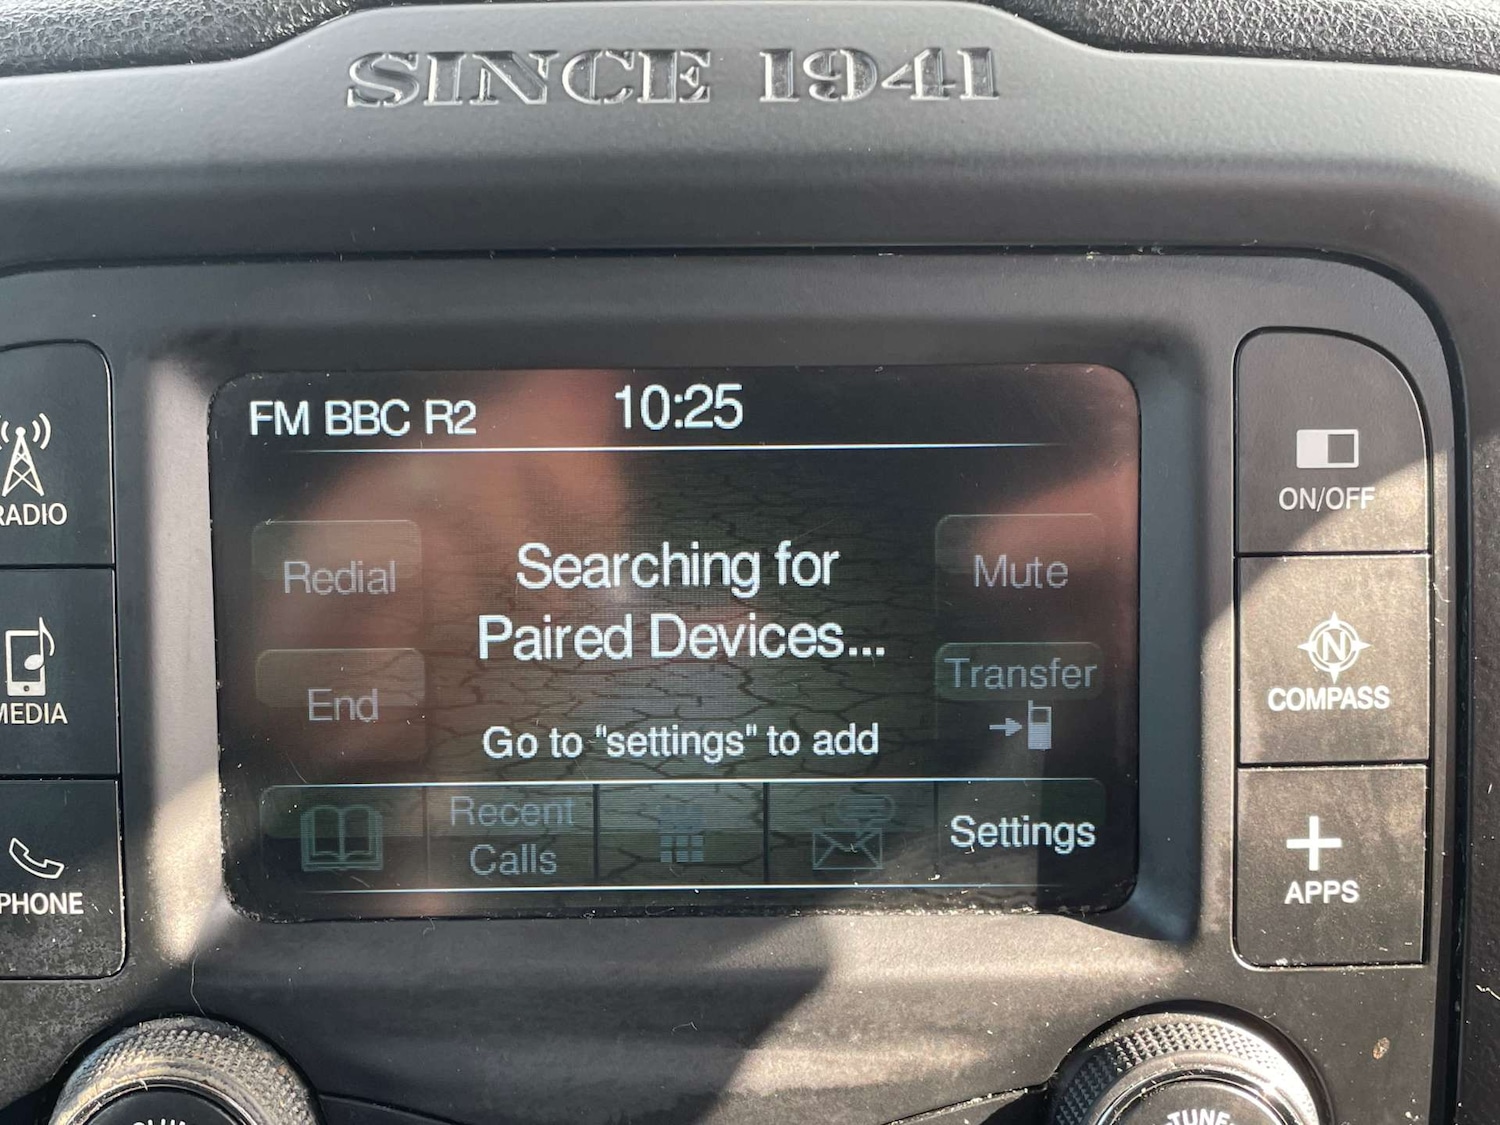 SINCE 1941
FM BBC R2
10:25
RADIO
MEDIA
PHONE
Redial
End
Searching for
Paired Devices...
Go to "settings" to add
Mute
Transfer
Recent
Calls
Settings
ON/OFF
N
COMPASS
APPS
TUNE